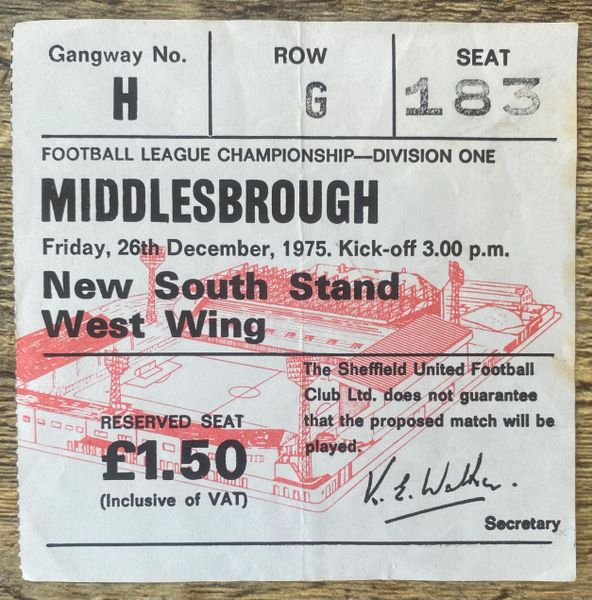 Gangway No. ROW SEAT
H G 183
FOOTBALL LEAGUE CHAMPIONSHIP—DIVISION ONE
MIDDLESBROUGH
Friday, 26th December, 1975. Kick-off 3.00 p.m.
New South Stand
West Wing
RESERVED SEAT
£1.50
(Inclusive of VAT)
The Sheffield United Football
Club Ltd. does not guarantee
that the proposed match will be
played.
K. E. Walker.
Secretary